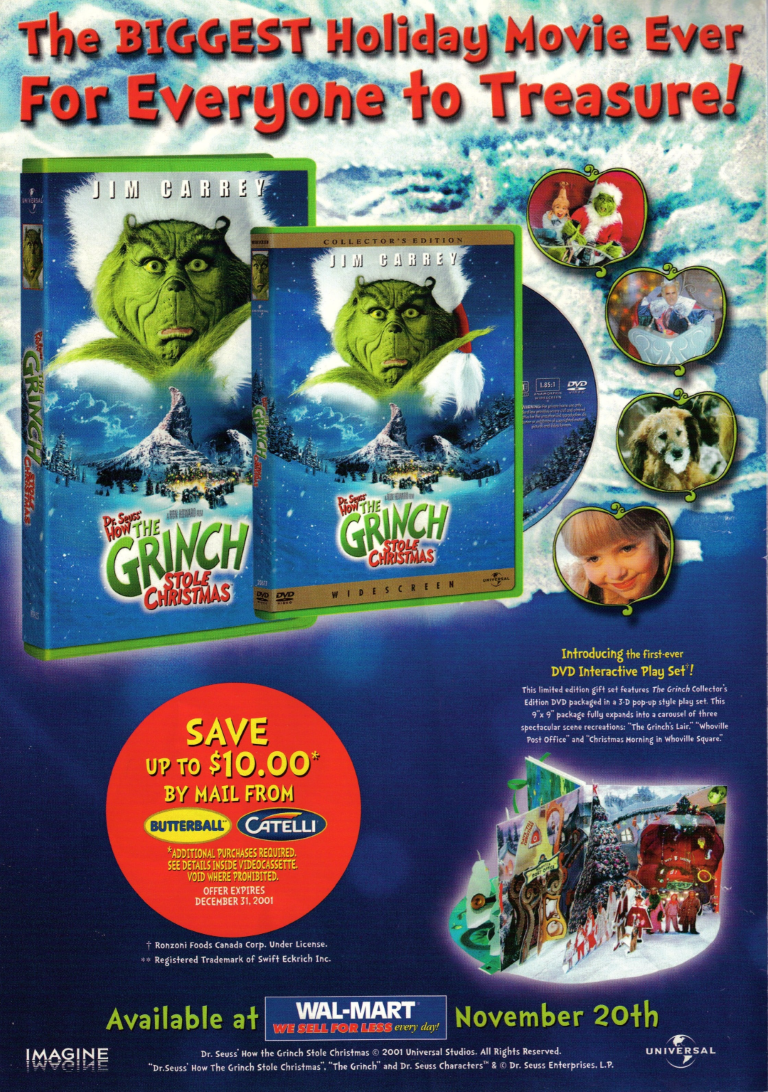 The BIGGEST Holiday Movie Ever
For Everyone to Treasure!
UNIVERSAL
JIM CARREY
Dr. Seuss'
HOW THE
GRINCH
STOLE
CHRISTMAS
COLLECTOR'S EDITION
JIM CARREY
Dr. Seuss'
HOW THE
GRINCH
STOLE
CHRISTMAS
DVD
DVD
WIDESCREEN
UNIVERSAL
1.85:1
DVD
Introducing the first-ever
DVD Interactive Play Set!
This limited edition gift set features The Grinch Collector's
Edition DVD packaged in a 3-D pop-up style play set. This
9"x 9" package fully expands into a carousel of three
spectacular scene recreations: "The Grinch's Lair," "Whoville
Post Office" and "Christmas Morning in Whoville Square."
SAVE
UP TO $10.00*
BY MAIL FROM
BUTTERBALL
CATELLI
*ADDITIONAL PURCHASES REQUIRED.
SEE DETAILS INSIDE VIDEOCASSETTE.
VOID WHERE PROHIBITED.
OFFER EXPIRES
DECEMBER 31, 2001
† Ronzoni Foods Canada Corp. Under License.
** Registered Trademark of Swift Eckrich Inc.
Available at WAL-MART November 20th
WE SELL FOR LESS every day!
IMAGINE
Dr. Seuss' How the Grinch Stole Christmas © 2001 Universal Studios. All Rights Reserved.
"Dr.Seuss' How The Grinch Stole Christmas", "The Grinch" and Dr. Seuss Characters™ & © Dr. Seuss Enterprises, L.P.
UNIVERSAL